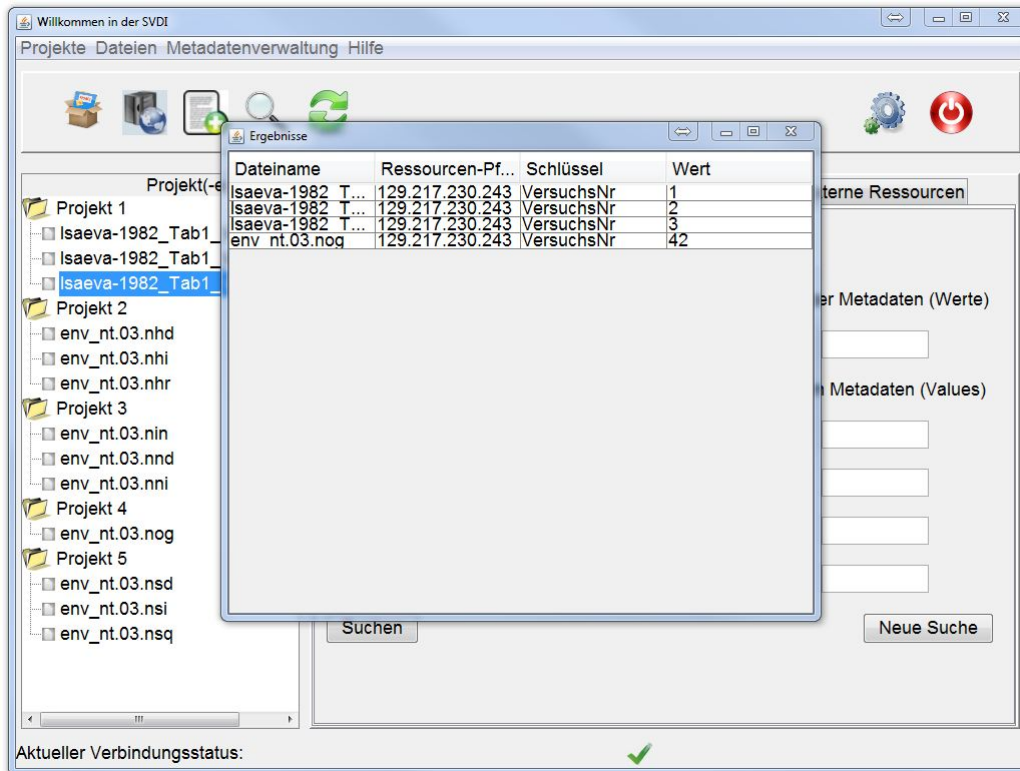 Willkommen in der SVDI
Projekte Dateien Metadatenverwaltung Hilfe
Ergebnisse
Dateiname Ressourcen-Pf... Schlüssel Wert
Isaeva-1982_T... 129.217.230.243 VersuchsNr 1
Isaeva-1982_T... 129.217.230.243 VersuchsNr 2
Isaeva-1982_T... 129.217.230.243 VersuchsNr 3
env_nt.03.nog 129.217.230.243 VersuchsNr 42
Projekt(-e
Projekt 1
Isaeva-1982_Tab1_
Isaeva-1982_Tab1_
Isaeva-1982_Tab1_
Projekt 2
env_nt.03.nhd
env_nt.03.nhi
env_nt.03.nhr
Projekt 3
env_nt.03.nin
env_nt.03.nnd
env_nt.03.nni
Projekt 4
env_nt.03.nog
Projekt 5
env_nt.03.nsd
env_nt.03.nsi
env_nt.03.nsq
terne Ressourcen
er Metadaten (Werte)
n Metadaten (Values)
Suchen Neue Suche
Aktueller Verbindungsstatus: